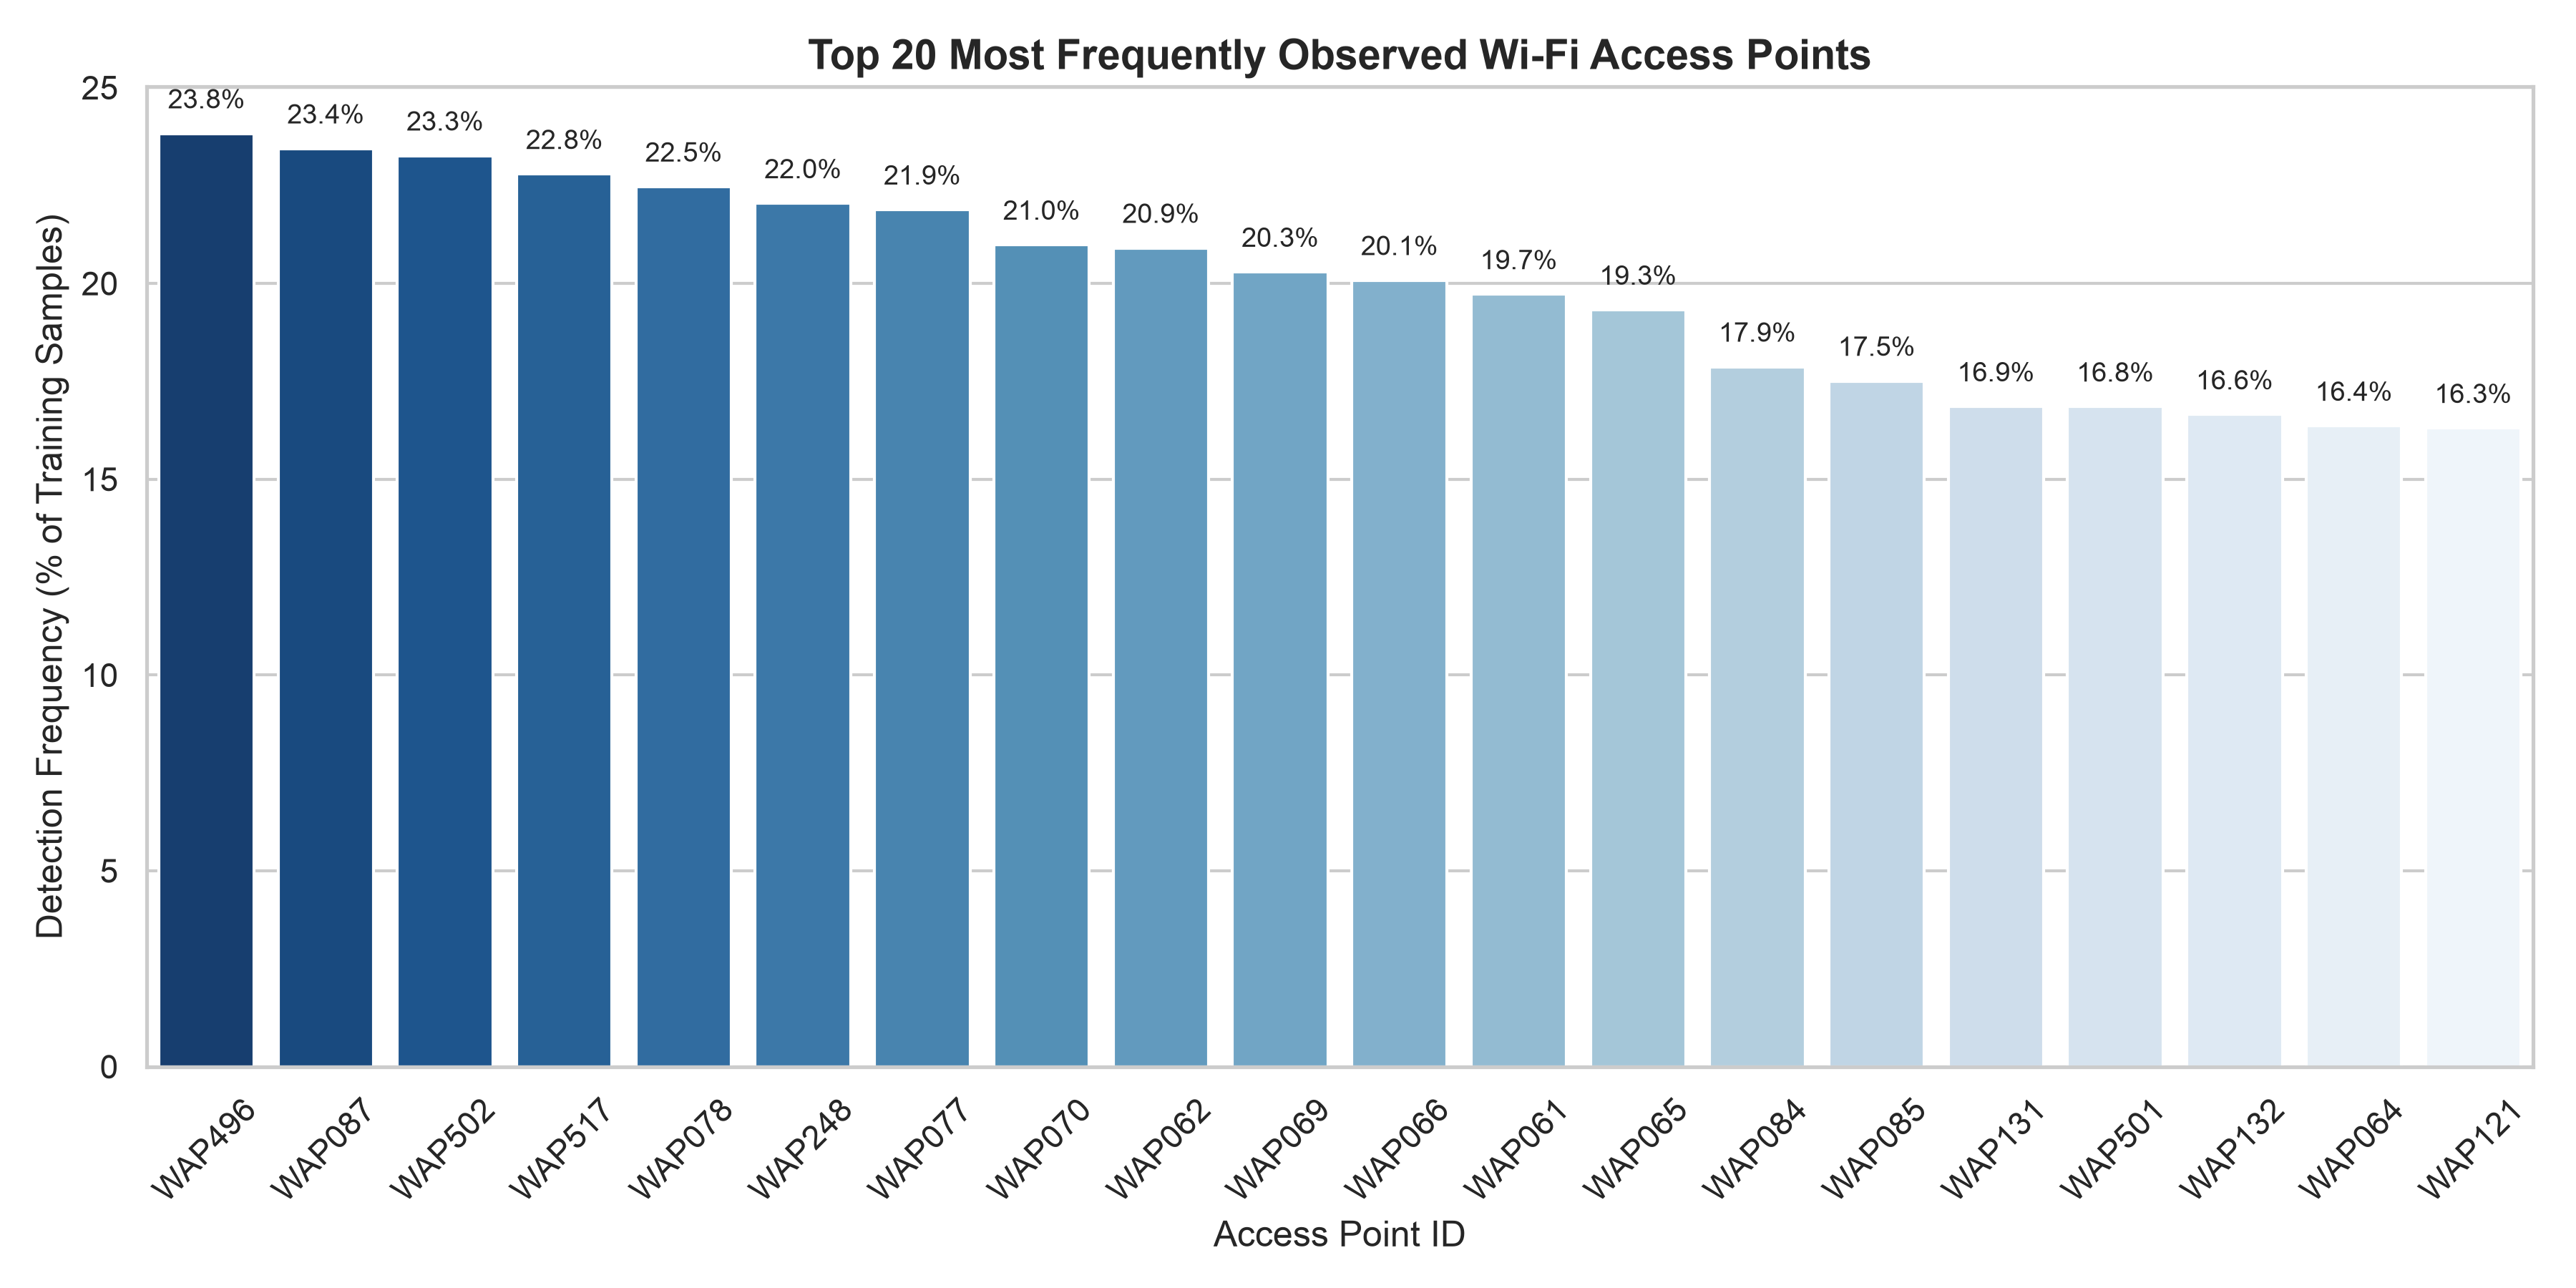 Top 20 Most Frequently Observed Wi-Fi Access Points
Detection Frequency (% of Training Samples)
25
20
15
10
5
0
23.8%
23.4%
23.3%
22.8%
22.5%
22.0%
21.9%
21.0%
20.9%
20.3%
20.1%
19.7%
19.3%
17.9%
17.5%
16.9%
16.8%
16.6%
16.4%
16.3%
WAP496
WAP087
WAP502
WAP517
WAP078
WAP248
WAP077
WAP070
WAP062
WAP069
WAP066
WAP061
WAP065
WAP084
WAP085
WAP131
WAP501
WAP132
WAP064
WAP121
Access Point ID